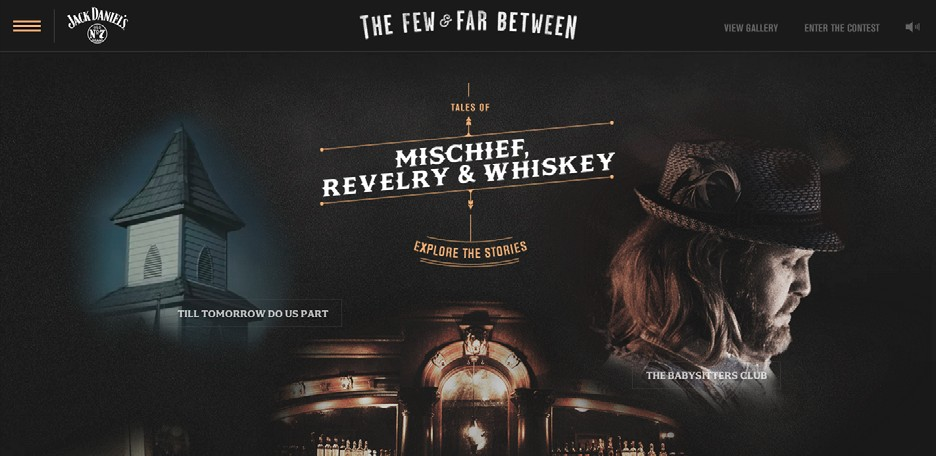 JACK DANIEL'S
No.7
THE FEW & FAR BETWEEN
VIEW GALLERY
ENTER THE CONTEST
TALES OF
MISCHIEF,
REVELRY & WHISKEY
EXPLORE THE STORIES
TILL TOMORROW DO US PART
THE BABYSITTERS CLUB